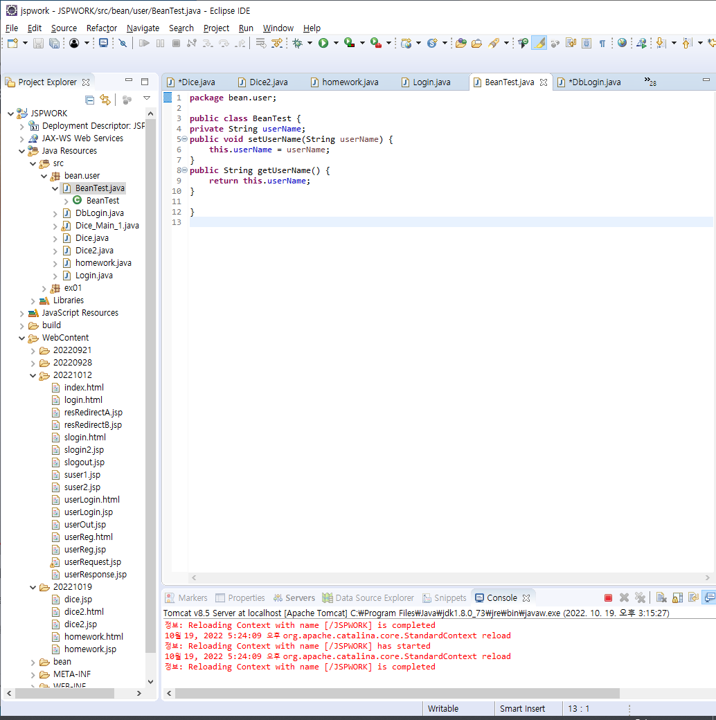 jspwork - JSPWORK/src/bean/user/BeanTest.java - Eclipse IDE
File Edit Source Refactor Navigate Search Project Run Window Help
Project Explorer
*Dice.java Dice2.java homework.java Login.java BeanTest.java *DbLogin.java »28
JSPWORK
Deployment Descriptor: JSP
JAX-WS Web Services
Java Resources
src
bean.user
BeanTest.java
BeanTest
DbLogin.java
Dice_Main_1.java
Dice.java
Dice2.java
homework.java
Login.java
ex01
Libraries
JavaScript Resources
build
WebContent
20220921
20220928
20221012
index.html
login.html
resRedirectA.jsp
resRedirectB.jsp
slogin.html
slogin2.jsp
slogout.jsp
suser1.jsp
suser2.jsp
userLogin.html
userLogin.jsp
userOut.jsp
userReg.html
userReg.jsp
userRequest.jsp
userResponse.jsp
20221019
dice.jsp
dice2.html
dice2.jsp
homework.html
homework.jsp
bean
META-INF
WEB-INF
1 package bean.user;
2
3 public class BeanTest {
4 private String userName;
5 public void setUserName(String userName) {
6 this.userName = userName;
7 }
8 public String getUserName() {
9 return this.userName;
10 }
11
12 }
13
Markers Properties Servers Data Source Explorer Snippets Console
Tomcat v8.5 Server at localhost [Apache Tomcat] C:₩Program Files₩Java₩jdk1.8.0_73₩jre₩bin₩javaw.exe (2022. 10. 19. 오후 3:15:27)
정보: Reloading Context with name [/JSPWORK] is completed
10월 19, 2022 5:24:09 오후 org.apache.catalina.core.StandardContext reload
정보: Reloading Context with name [/JSPWORK] has started
10월 19, 2022 5:24:09 오후 org.apache.catalina.core.StandardContext reload
정보: Reloading Context with name [/JSPWORK] is completed
Writable Smart Insert 13 : 1